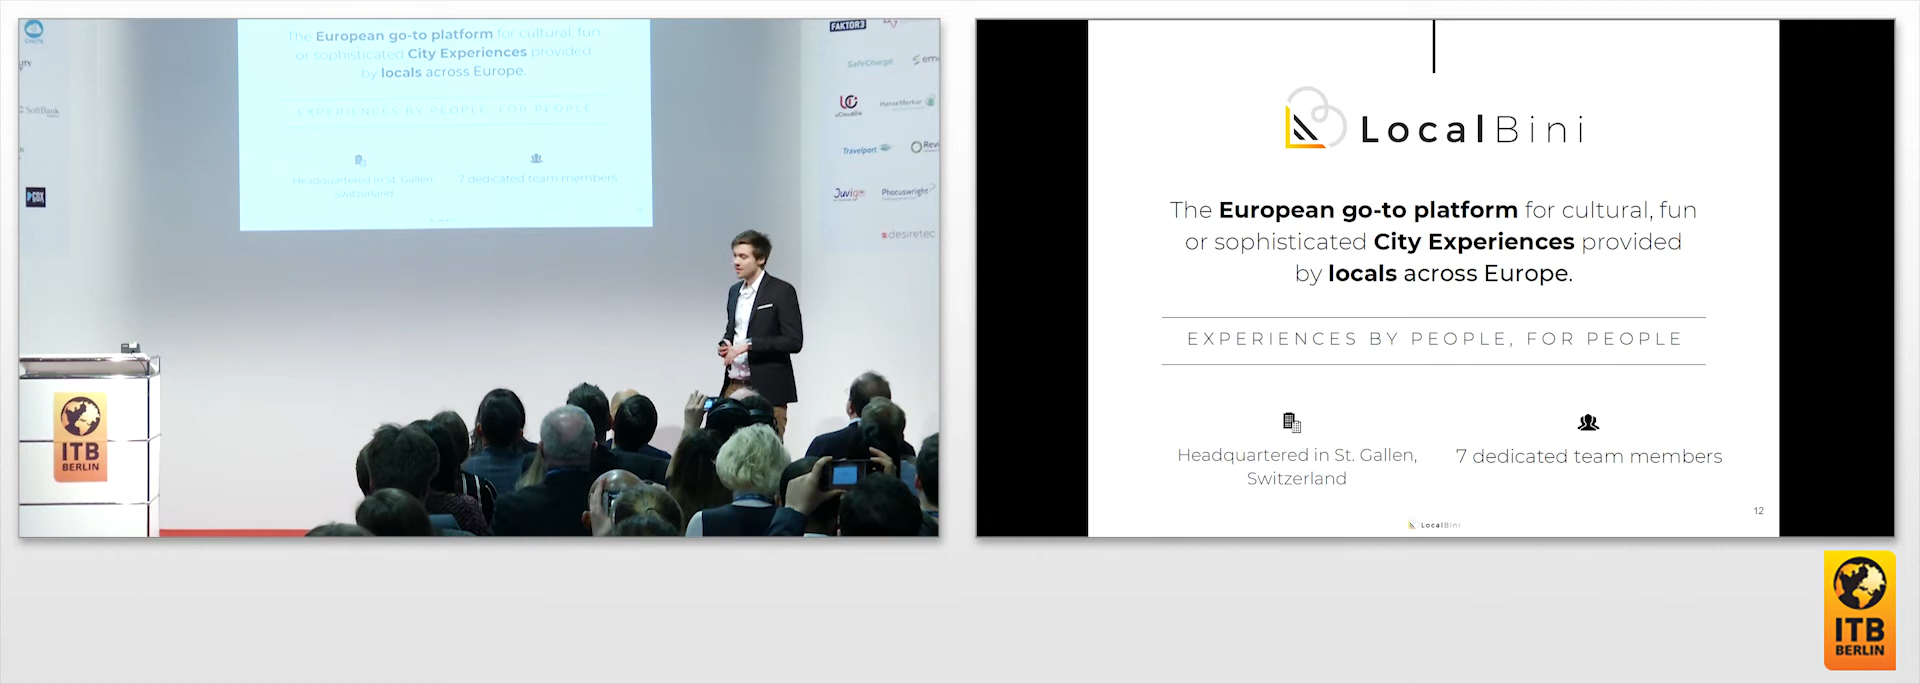 The European go-to platform for cultural, fun
or sophisticated City Experiences provided
by locals across Europe.
EXPERIENCES BY PEOPLE, FOR PEOPLE
Headquartered in St. Gallen,
Switzerland
7 dedicated team members
SoftBank
FAKTOR3
SafeCharge
HanseMerkur
Travelport
Juvigo
Phocuswright
desiretec
ITB
BERLIN
LocalBini
The European go-to platform for cultural, fun
or sophisticated City Experiences provided
by locals across Europe.
EXPERIENCES BY PEOPLE, FOR PEOPLE
Headquartered in St. Gallen,
Switzerland
7 dedicated team members
12
LocalBini
ITB
BERLIN